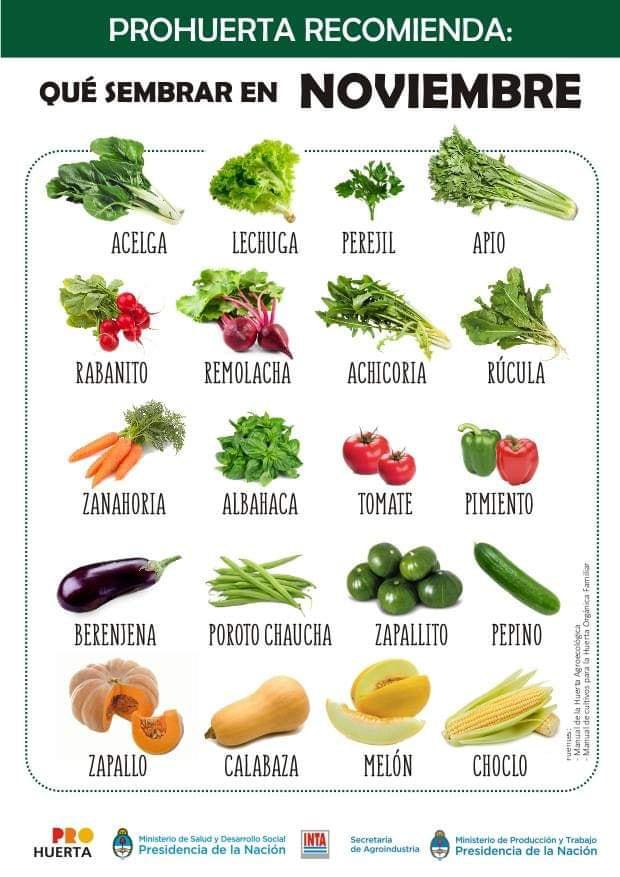 PROHUERTA RECOMIENDA:
QUÉ SEMBRAR EN NOVIEMBRE
ACELGA LECHUGA PEREJIL APIO
RABANITO REMOLACHA ACHICORIA RÚCULA
ZANAHORIA ALBAHACA TOMATE PIMIENTO
BERENJENA POROTO CHAUCHA ZAPALLITO PEPINO
ZAPALLO CALABAZA MELÓN CHOCLO
Fuentes:
- Manual de la Huerta Agroecológica
- Manual de cultivos para la Huerta Orgánica Familiar
PRO
HUERTA
Ministerio de Salud y Desarrollo Social
Presidencia de la Nación
INTA
Secretaría
de Agroindustria
Ministerio de Producción y Trabajo
Presidencia de la Nación